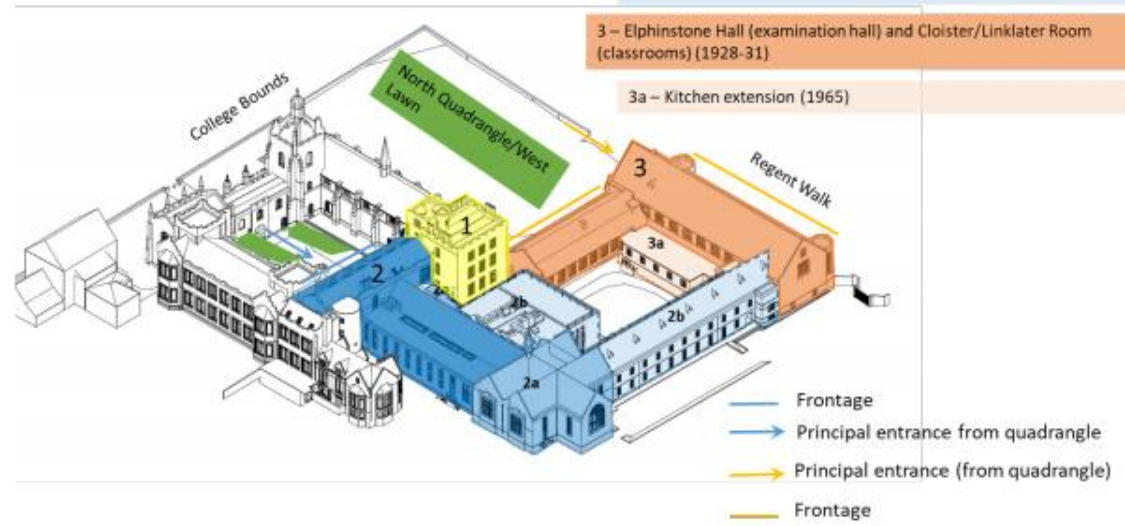 3 – Elphinstone Hall (examination hall) and Cloister/Linklater Room
(classrooms) (1928-31)
3a – Kitchen extension (1965)
College Bounds
North Quadrangle/West
Lawn
Regent Walk
3
1
3a
2
2b
2b
2a
Frontage
Principal entrance from quadrangle
Principal entrance (from quadrangle)
Frontage